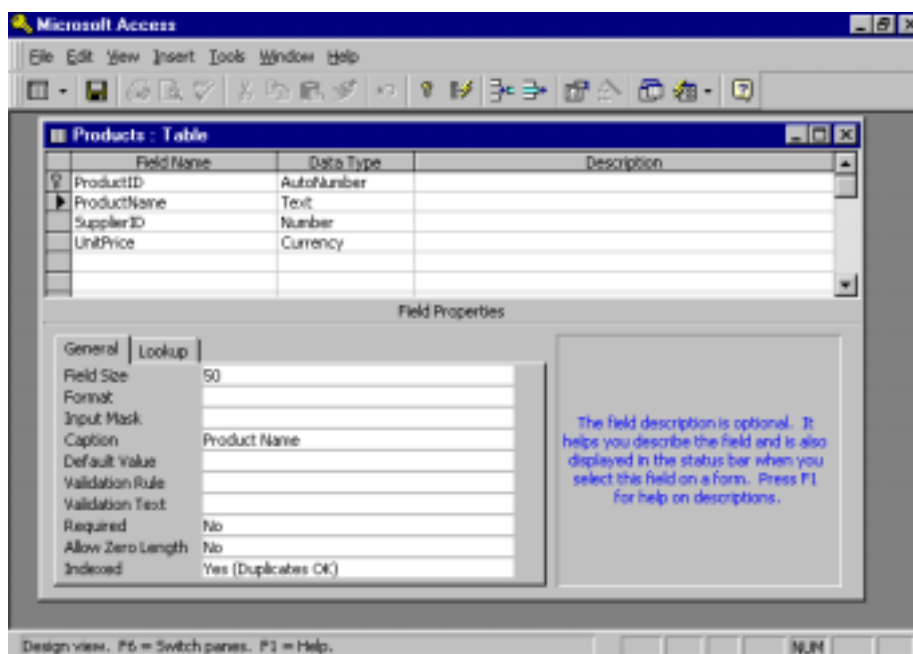 Microsoft Access
File Edit View Insert Tools Window Help
Products : Table
Field Name Data Type Description
ProductID AutoNumber
ProductName Text
SupplierID Number
UnitPrice Currency
Field Properties
General Lookup
Field Size 50
Format
Input Mask
Caption Product Name
Default Value
Validation Rule
Validation Text
Required No
Allow Zero Length No
Indexed Yes (Duplicates OK)
The field description is optional. It
helps you describe the field and is also
displayed in the status bar when you
select this field on a form. Press F1
for help on descriptions.
Design view. F6 = Switch panes. F1 = Help. NUM